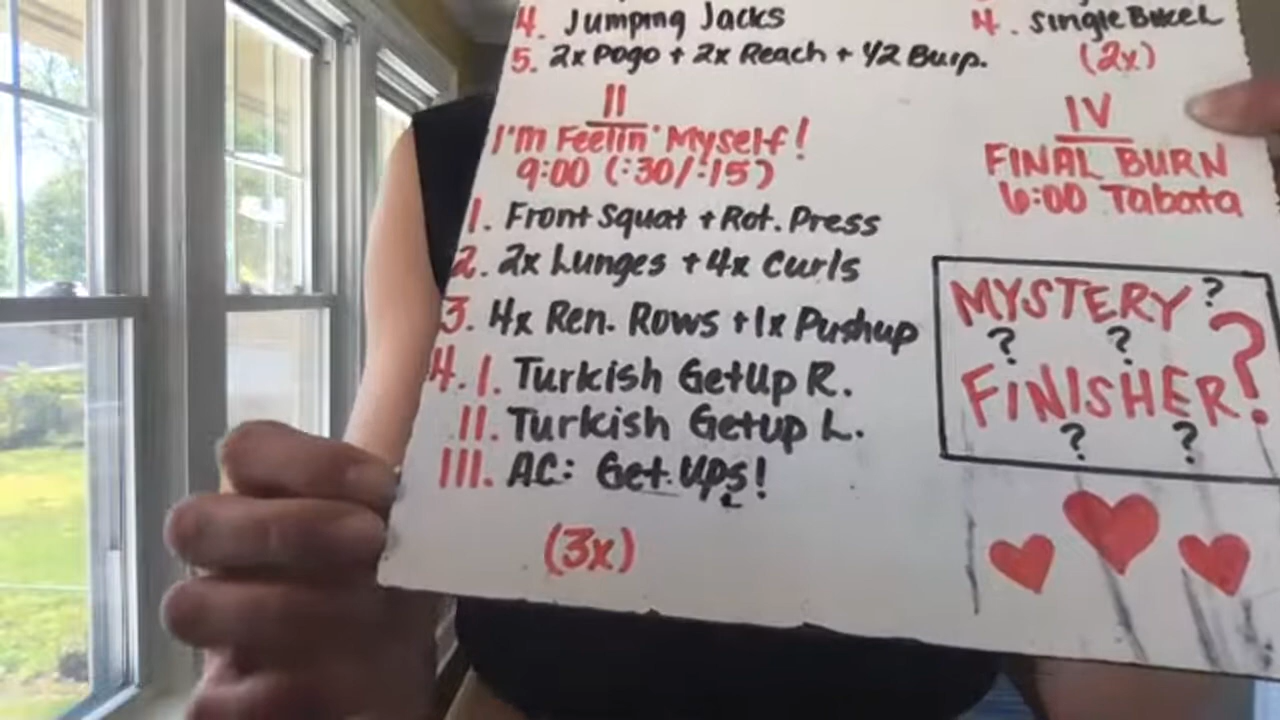 4. Jumping Jacks
5. 2x Pogo + 2x Reach + 1/2 Burp.
II
I'm Feelin' Myself!
9:00 (:30/:15)
1. Front Squat + Rot. Press
2. 2x Lunges + 4x Curls
3. 4x Ren. Rows + 1x Pushup
4. I. Turkish GetUp R.
II. Turkish Getup L.
III. AC: Get Ups!
(3x)
4. Single
(2x)
IV
FINAL BURN
6:00 Tabata
MYSTERY ?
? ? ?
FINISHER!
? ?